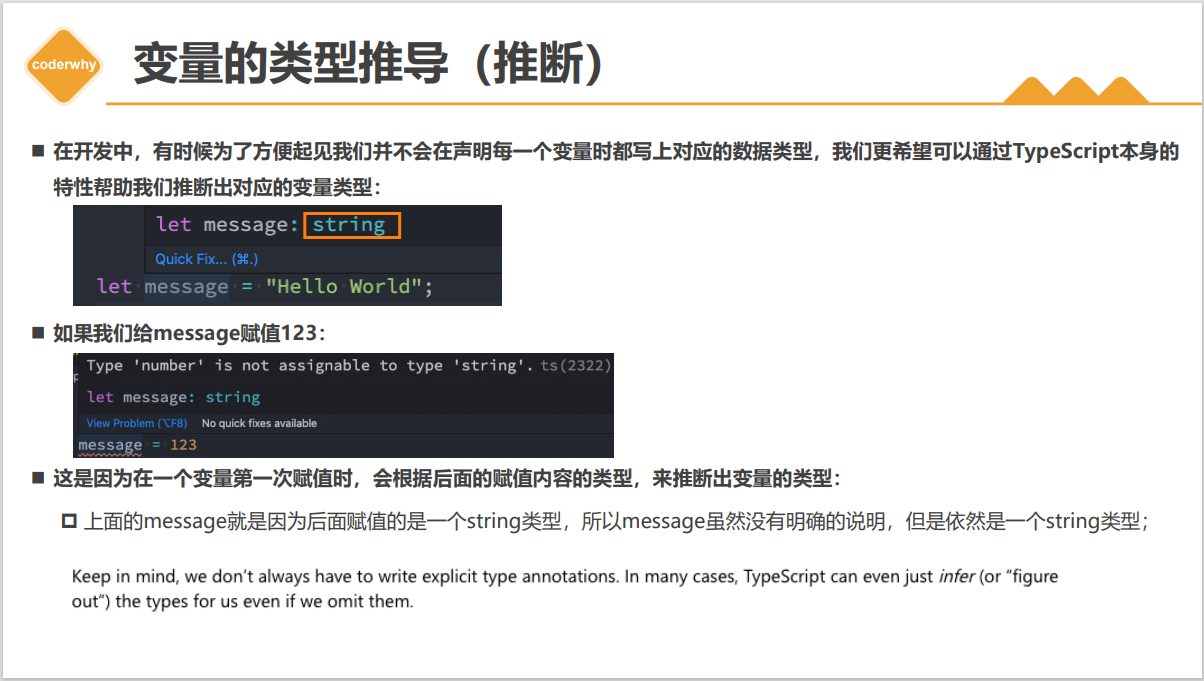 coderwhy
变量的类型推导（推断）
■ 在开发中，有时候为了方便起见我们并不会在声明每一个变量时都写上对应的数据类型，我们更希望可以通过TypeScript本身的
特性帮助我们推断出对应的变量类型：
let message: string
Quick Fix... (⌘.)
let message = "Hello World";
■ 如果我们给message赋值123：
Type 'number' is not assignable to type 'string'. ts(2322)
let message: string
View Problem (⌥F8) No quick fixes available
message = 123
■ 这是因为在一个变量第一次赋值时，会根据后面的赋值内容的类型，来推断出变量的类型：
上面的message就是因为后面赋值的是一个string类型，所以message虽然没有明确的说明，但是依然是一个string类型；
Keep in mind, we don’t always have to write explicit type annotations. In many cases, TypeScript can even just infer (or “figure
out”) the types for us even if we omit them.